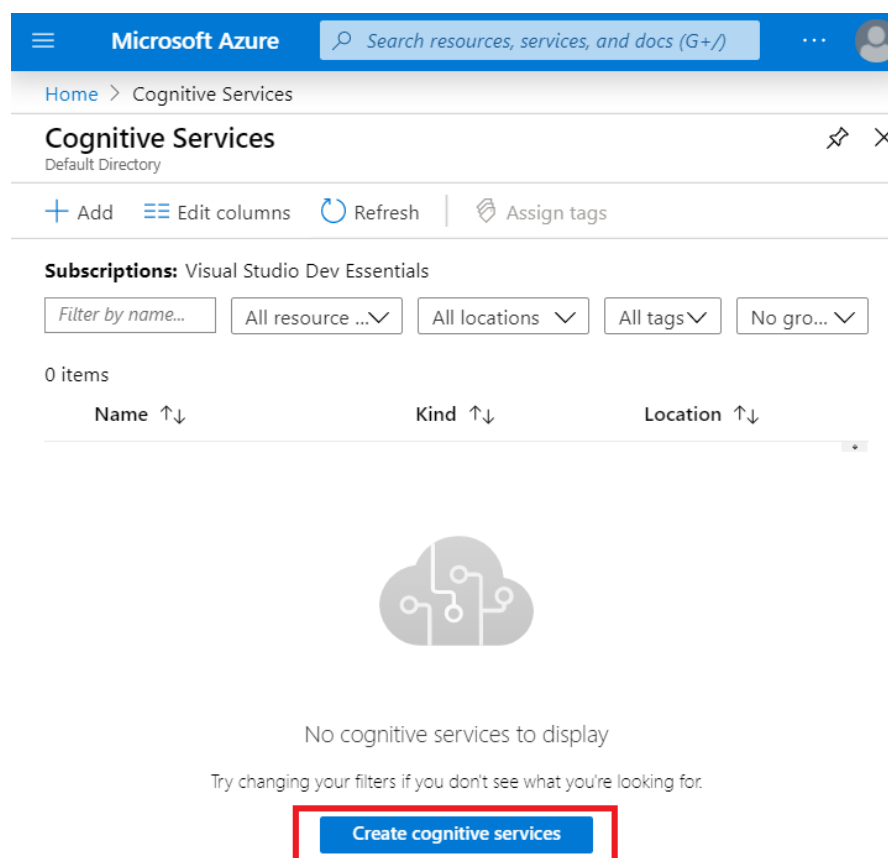 Microsoft Azure Search resources, services, and docs (G+/) ...
Home > Cognitive Services
Cognitive Services
Default Directory
+ Add Edit columns Refresh Assign tags
Subscriptions: Visual Studio Dev Essentials
Filter by name... All resource ... All locations All tags No gro...
0 items
Name ↑↓ Kind ↑↓ Location ↑↓
No cognitive services to display
Try changing your filters if you don't see what you're looking for.
Create cognitive services